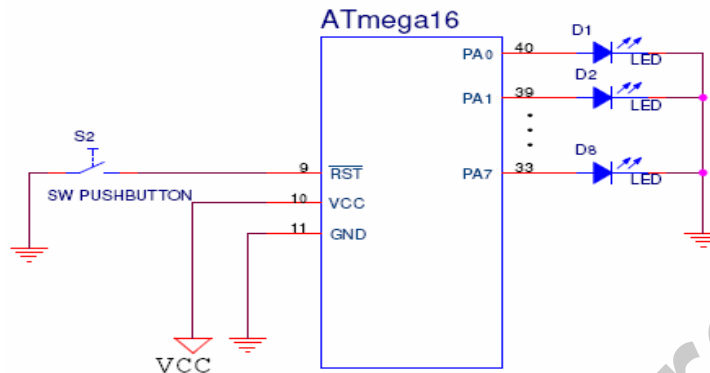 ATmega16
PA0 40 D1 LED
PA1 39 D2 LED
PA7 33 D8 LED
S2
SW PUSHBUTTON
9 RST
10 VCC
11 GND
VCC